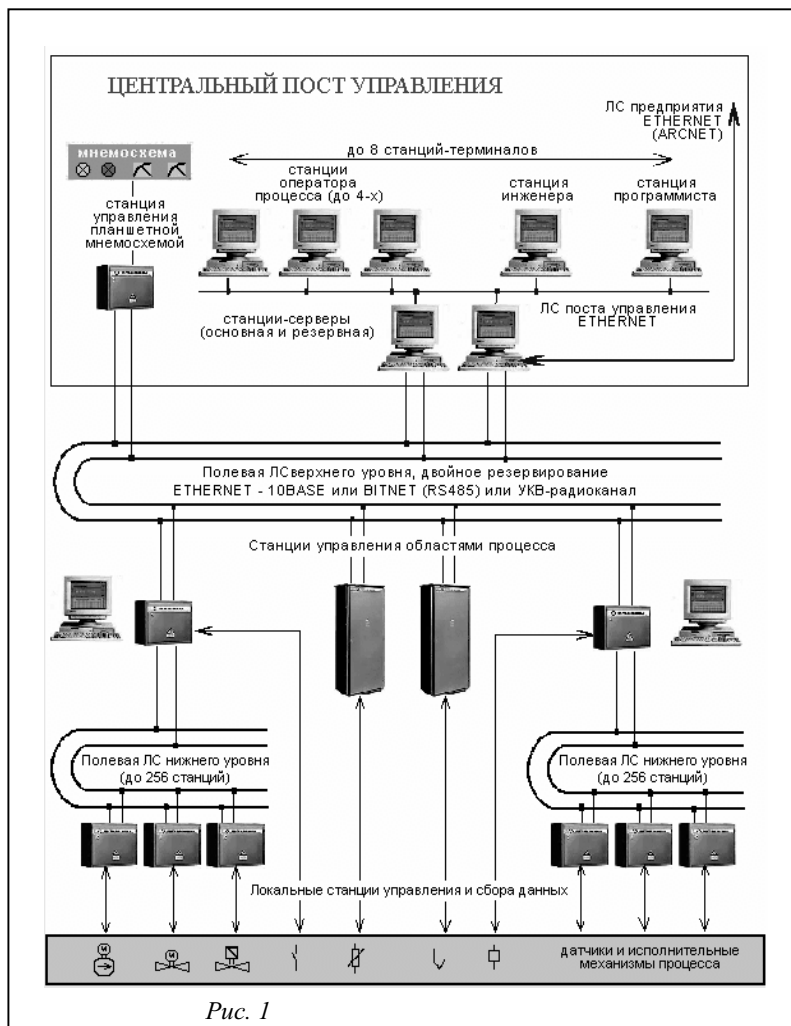 ЦЕНТРАЛЬНЫЙ ПОСТ УПРАВЛЕНИЯ
ЛС предприятия
ETHERNET
(ARCNET)
мнемосхема
до 8 станций-терминалов
станция
управления
планшетной
мнемосхемой
станции
оператора
процесса (до 4-х)
станция
инженера
станция
программиста
станции-серверы
(основная и резервная)
ЛС поста управления
ETHERNET
Полевая ЛСверхнего уровня, двойное резервирование
ETHERNET - 10BASE или BITNET (RS485) или УКВ-радиоканал
Станции управления областями процесса
Полевая ЛС нижнего уровня
(до 256 станций)
Полевая ЛС нижнего уровня
(до 256 станций)
Локальные станции управления и сбора данных
M
M
датчики и исполнительные
механизмы процесса
Рис. 1